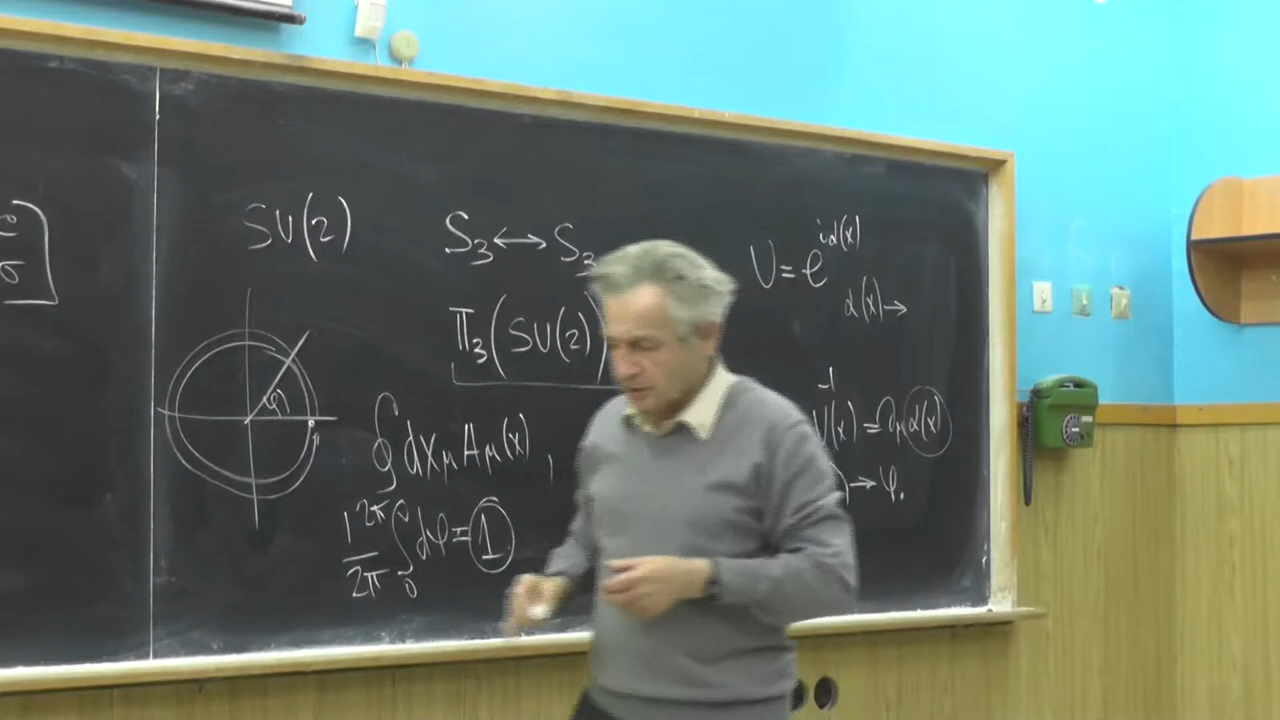 SU(2)
S₃ ↔ S₃
π₃(SU(2)
φ
∮ dxμ Aμ(x) ,
1/2π ∫₀^2π dφ = 1
U = e^iα(x)
α(x) →
⁻¹
U(x) = ∂μ α(x)
) → φ.